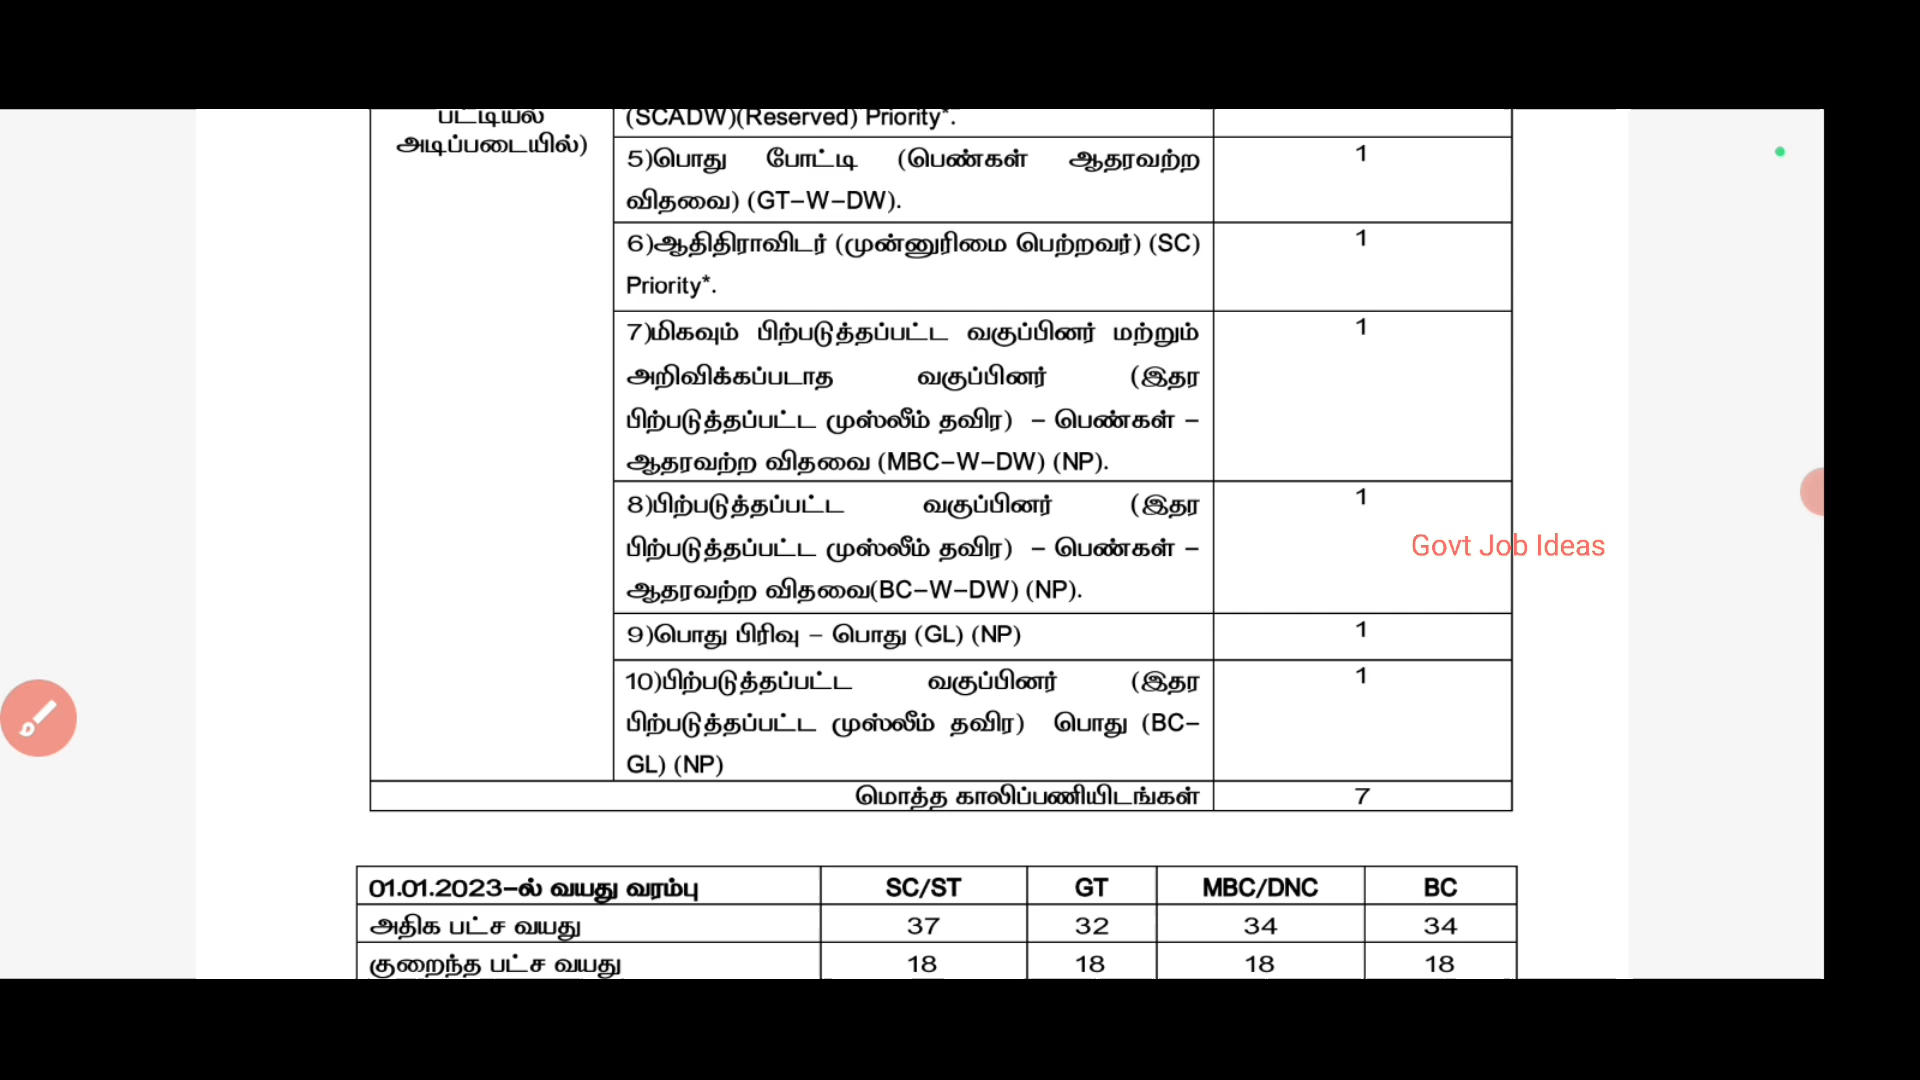 பட்டியல்
அடிப்படையில்)
(SCADW)(Reserved) Priority*.
5)பொது போட்டி (பெண்கள் ஆதரவற்ற
விதவை) (GT–W–DW).
1
6)ஆதிதிராவிடர் (முன்னுரிமை பெற்றவர்) (SC)
Priority*.
1
7)மிகவும் பிற்படுத்தப்பட்ட வகுப்பினர் மற்றும்
அறிவிக்கப்படாத வகுப்பினர் (இதர
பிற்படுத்தப்பட்ட முஸ்லீம் தவிர) – பெண்கள் –
ஆதரவற்ற விதவை (MBC–W–DW) (NP).
1
8)பிற்படுத்தப்பட்ட வகுப்பினர் (இதர
பிற்படுத்தப்பட்ட முஸ்லீம் தவிர) – பெண்கள் –
ஆதரவற்ற விதவை(BC–W–DW) (NP).
1
Govt Job Ideas
9)பொது பிரிவு – பொது (GL) (NP)
1
10)பிற்படுத்தப்பட்ட வகுப்பினர் (இதர
பிற்படுத்தப்பட்ட முஸ்லீம் தவிர) பொது (BC–
GL) (NP)
1
மொத்த காலிப்பணியிடங்கள் 7
01.01.2023–ல் வயது வரம்பு SC/ST GT MBC/DNC BC
அதிக பட்ச வயது 37 32 34 34
குறைந்த பட்ச வயது 18 18 18 18